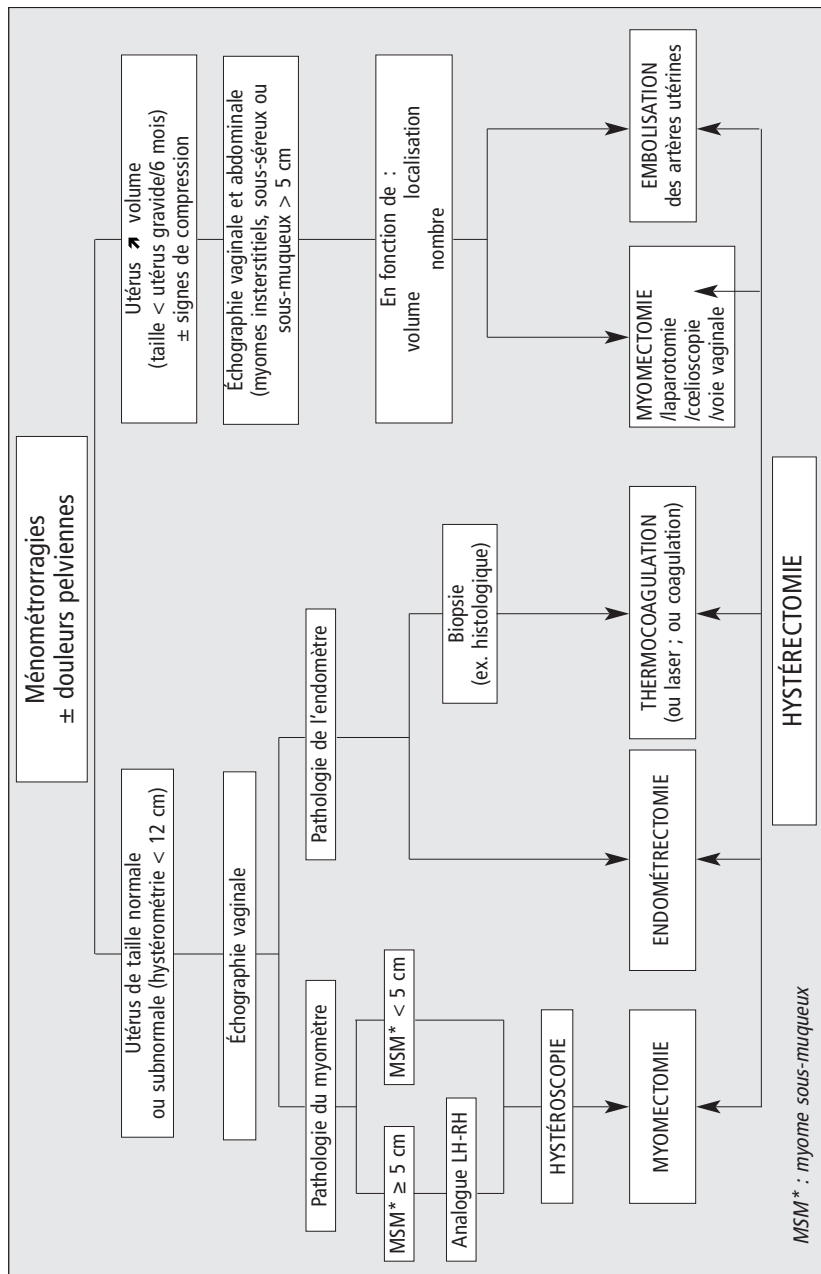 Ménométrorragies
± douleurs pelviennes
Utérus de taille normale
ou subnormale (hystérométrie < 12 cm)
Échographie vaginale
Pathologie du myomètre
MSM* ≥ 5 cm
MSM* < 5 cm
Analogue LH-RH
HYSTÉROSCOPIE
MYOMECTOMIE
Pathologie de l'endomètre
Biopsie
(ex. histologique)
ENDOMÉTRECTOMIE
THERMOCOAGULATION
(ou laser ; ou coagulation)
Utérus ↗ volume
(taille < utérus gravide/6 mois)
± signes de compression
Échographie vaginale et abdominale
(myomes insterstitiels, sous-séreux ou
sous-muqueux > 5 cm
En fonction de :
volume localisation
nombre
MYOMECTOMIE
/laparotomie
/cœlioscopie
/voie vaginale
EMBOLISATION
des artères utérines
HYSTÉRECTOMIE
MSM* : myome sous-muqueux